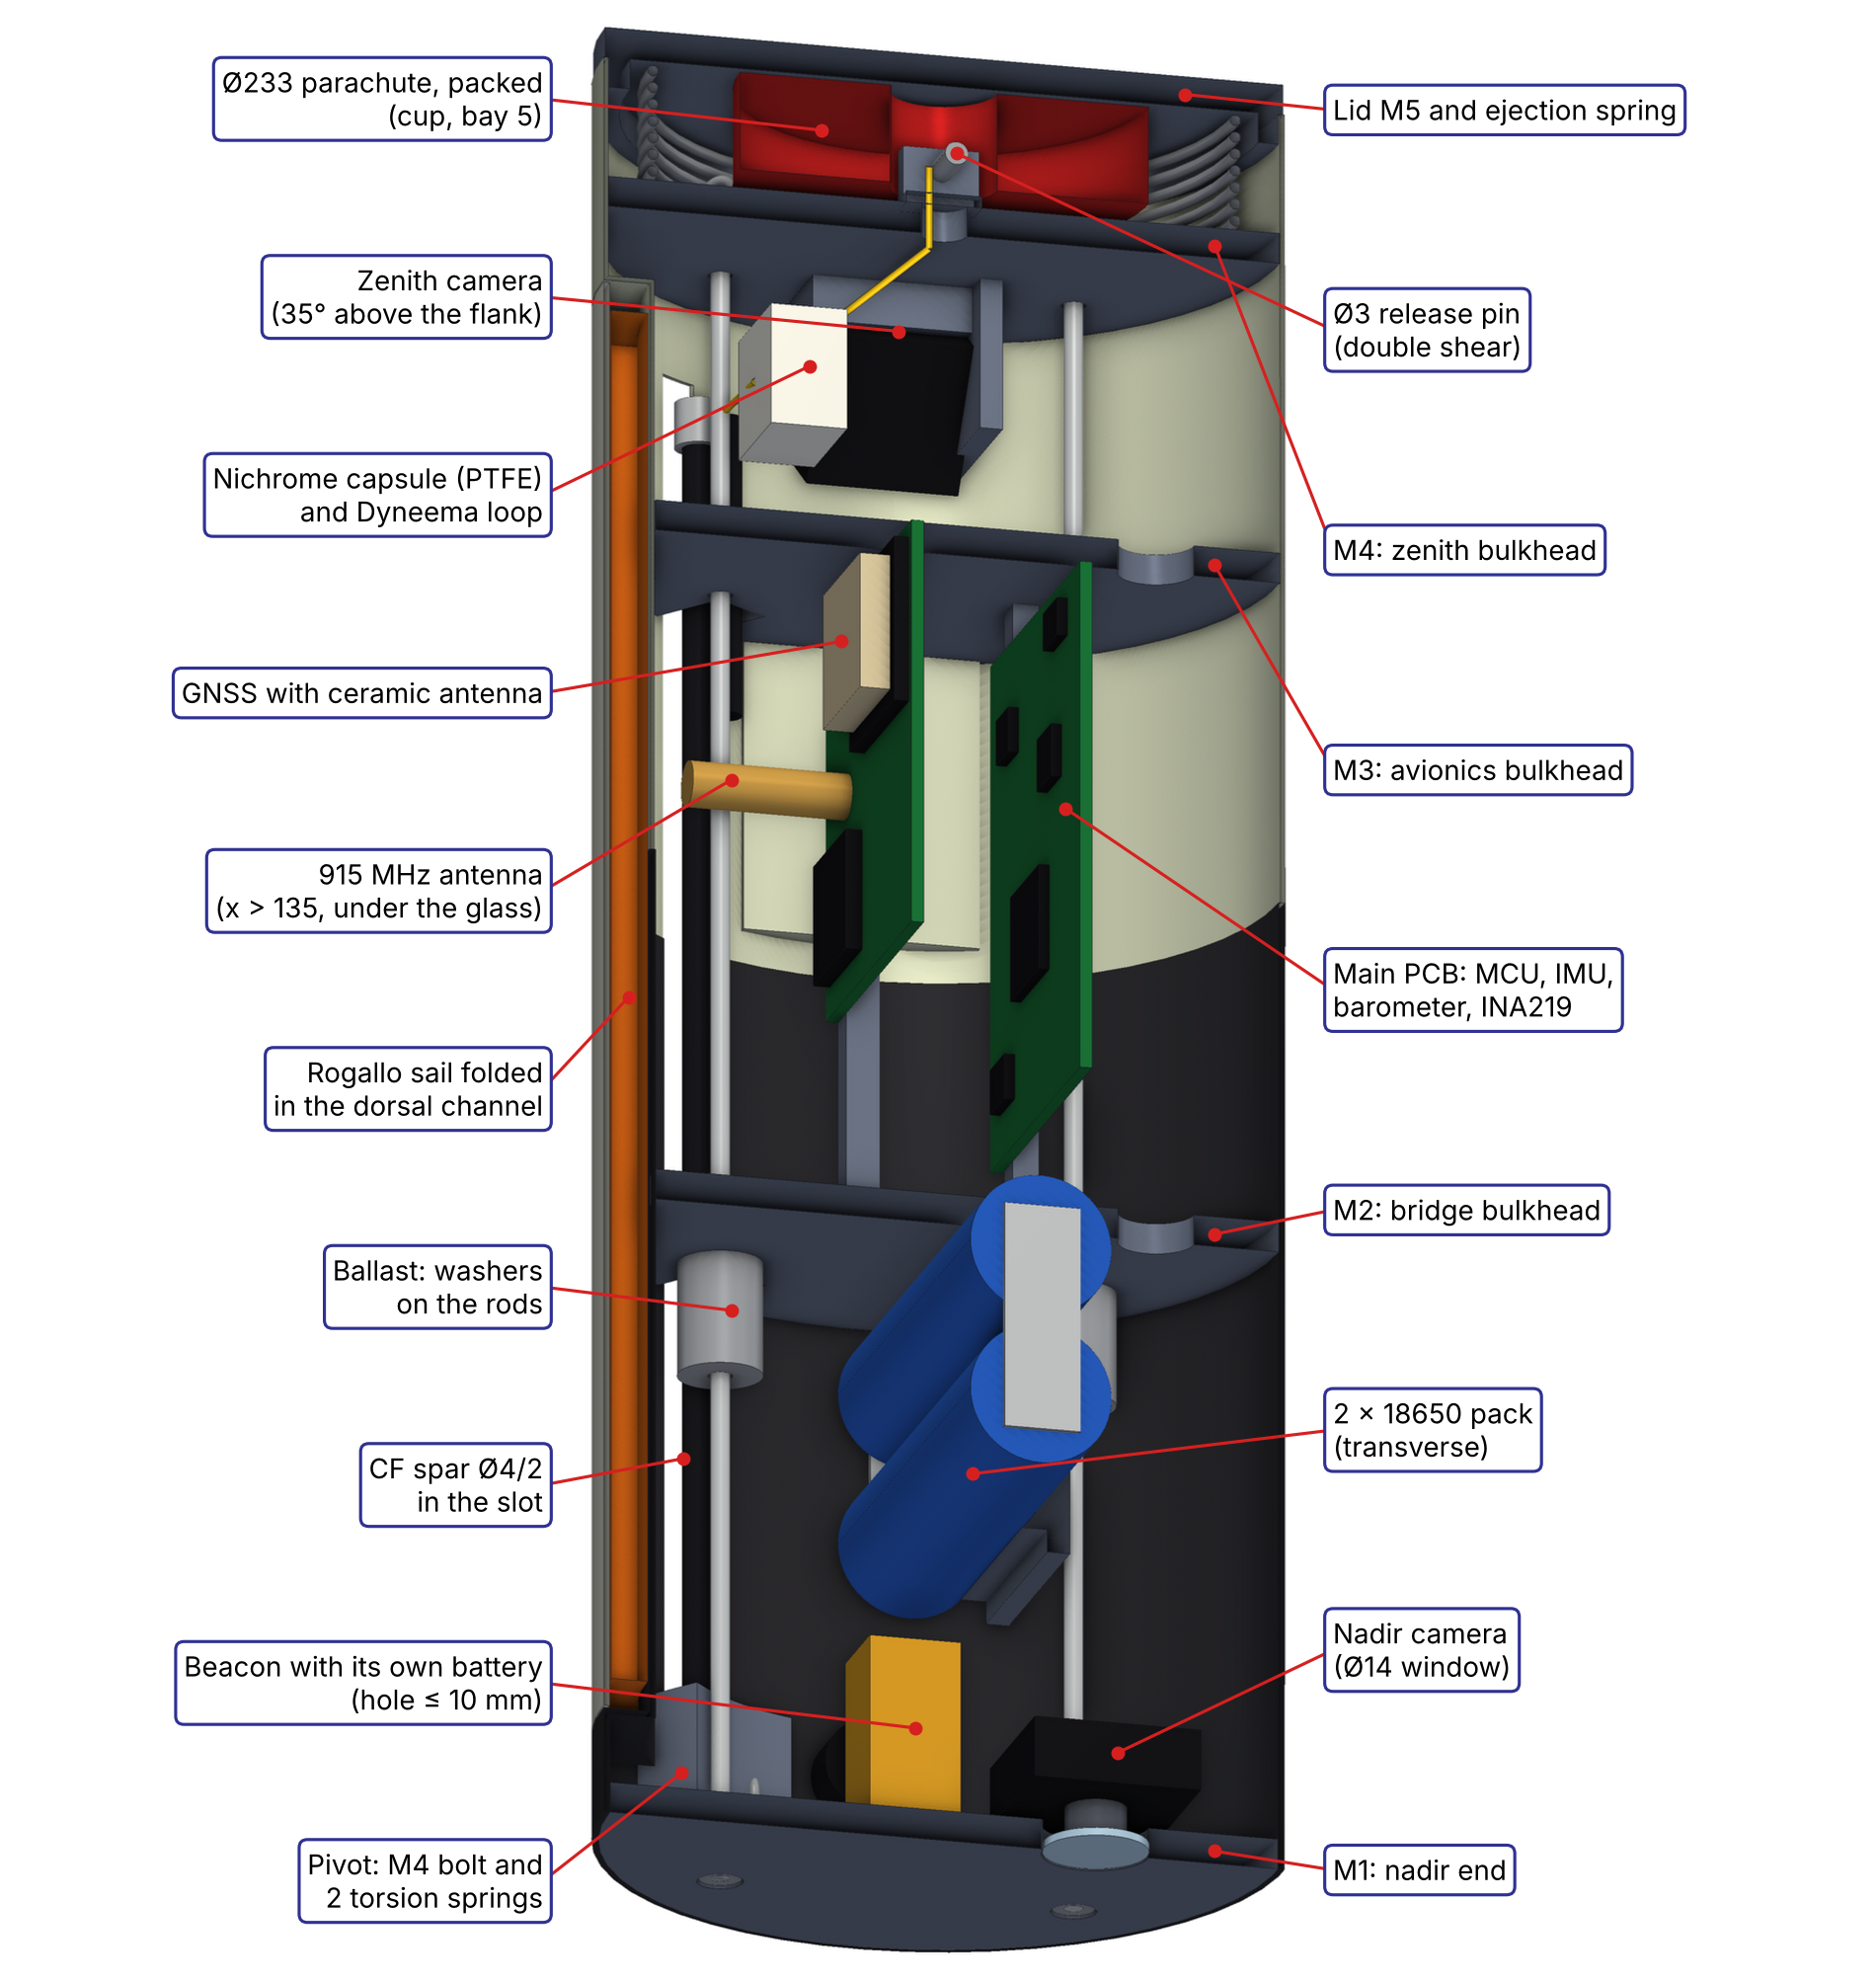 Ø233 parachute, packed
(cup, bay 5)
Zenith camera
(35° above the flank)
Nichrome capsule (PTFE)
and Dyneema loop
GNSS with ceramic antenna
915 MHz antenna
(x > 135, under the glass)
Rogallo sail folded
in the dorsal channel
Ballast: washers
on the rods
CF spar Ø4/2
in the slot
Beacon with its own battery
(hole ≤ 10 mm)
Pivot: M4 bolt and
2 torsion springs
Lid M5 and ejection spring
Ø3 release pin
(double shear)
M4: zenith bulkhead
M3: avionics bulkhead
Main PCB: MCU, IMU,
barometer, INA219
M2: bridge bulkhead
2 × 18650 pack
(transverse)
Nadir camera
(Ø14 window)
M1: nadir end